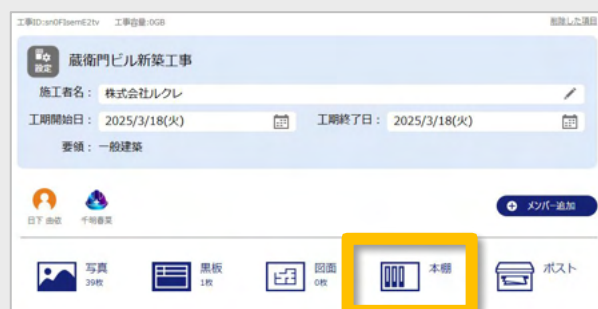 工事ID:sn0FIsemE2tv 工事容量:0GB 削除した項目
設定 蔵衛門ビル新築工事
施工者名： 株式会社ルクレ
工期開始日： 2025/3/18(火) 工期終了日： 2025/3/18(火)
要領： 一般建築
メンバー追加
日下 由依 千明春菜
写真 黒板 図面 本棚 ポスト
39枚 1枚 0枚